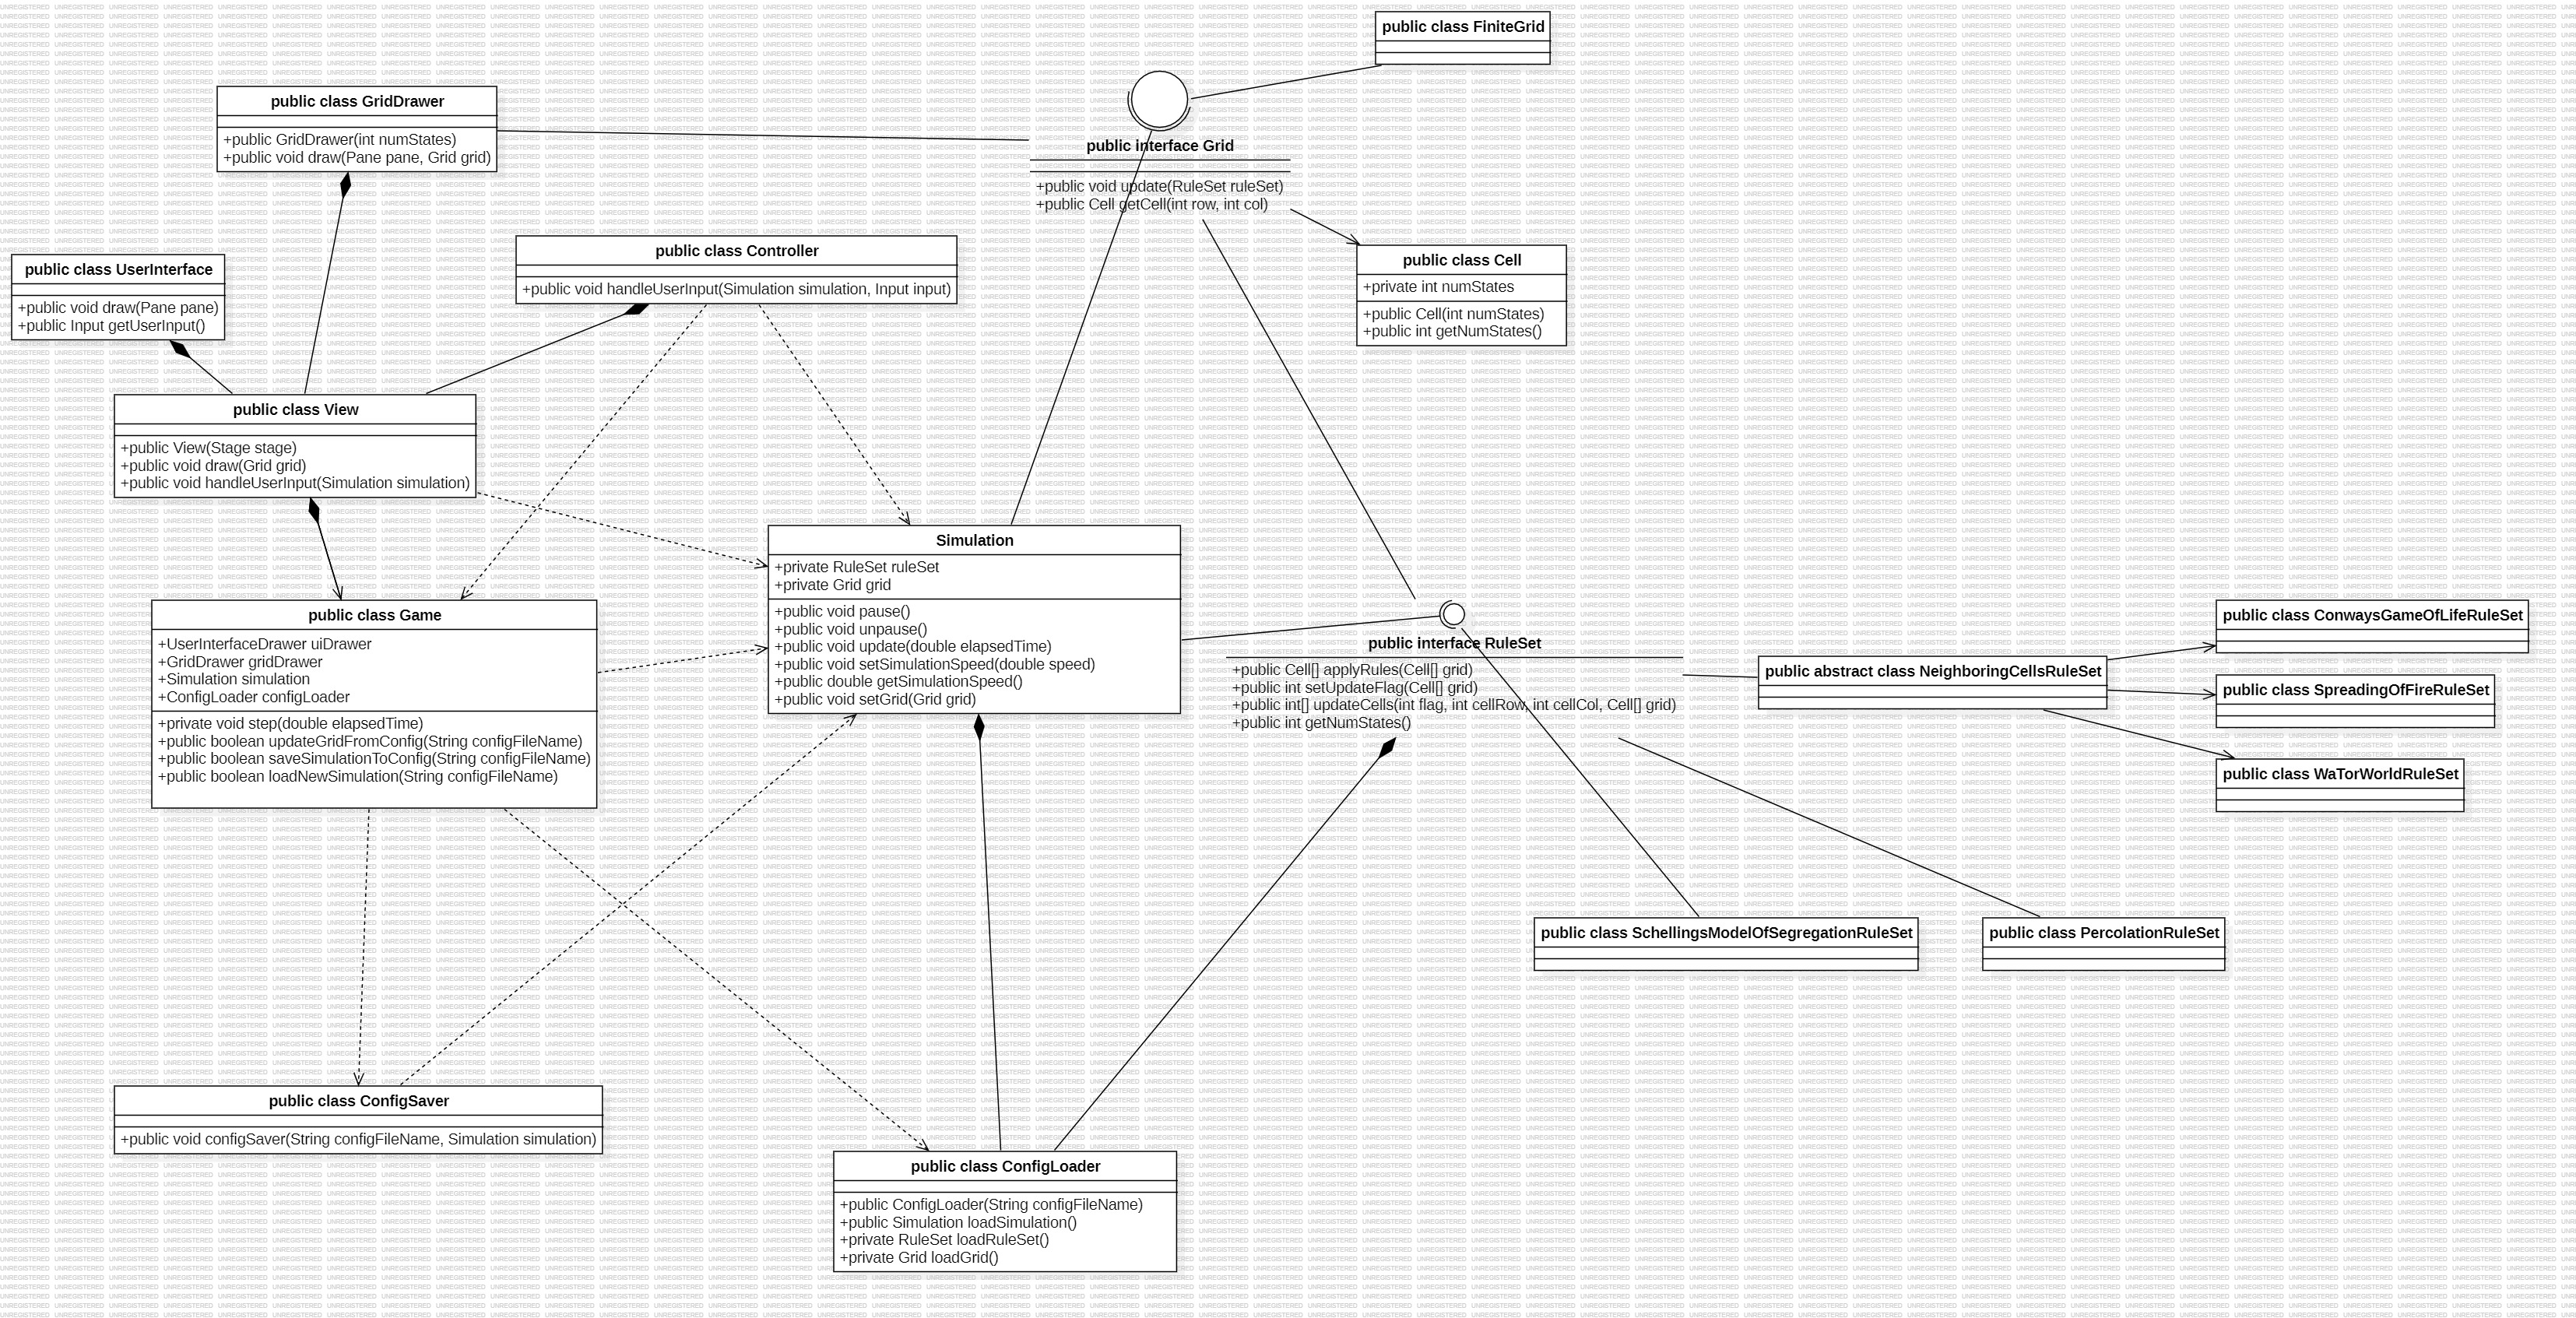 public class FiniteGrid
public class GridDrawer
+public GridDrawer(int numStates)
+public void draw(Pane pane, Grid grid)
public interface Grid
+public void update(RuleSet ruleSet)
+public Cell getCell(int row, int col)
public class Controller
+public void handleUserInput(Simulation simulation, Input input)
public class Cell
+private int numStates
+public Cell(int numStates)
+public int getNumStates()
public class UserInterface
+public void draw(Pane pane)
+public Input getUserInput()
public class View
+public View(Stage stage)
+public void draw(Grid grid)
+public void handleUserInput(Simulation simulation)
Simulation
+private RuleSet ruleSet
+private Grid grid
+public void pause()
+public void unpause()
+public void update(double elapsedTime)
+public void setSimulationSpeed(double speed)
+public double getSimulationSpeed()
+public void setGrid(Grid grid)
public class Game
+UserInterfaceDrawer uiDrawer
+GridDrawer gridDrawer
+Simulation simulation
+ConfigLoader configLoader
+private void step(double elapsedTime)
+public boolean updateGridFromConfig(String configFileName)
+public boolean saveSimulationToConfig(String configFileName)
+public boolean loadNewSimulation(String configFileName)
public interface RuleSet
+public Cell[] applyRules(Cell[] grid)
+public int setUpdateFlag(Cell[] grid)
+public int[] updateCells(int flag, int cellRow, int cellCol, Cell[] grid)
+public int getNumStates()
public abstract class NeighboringCellsRuleSet
public class ConwaysGameOfLifeRuleSet
public class SpreadingOfFireRuleSet
public class WaTorWorldRuleSet
public class SchellingsModelOfSegregationRuleSet
public class PercolationRuleSet
public class ConfigSaver
+public void configSaver(String configFileName, Simulation simulation)
public class ConfigLoader
+public ConfigLoader(String configFIleName)
+public Simulation loadSimulation()
+private RuleSet loadRuleSet()
+private Grid loadGrid()
UNREGISTERED